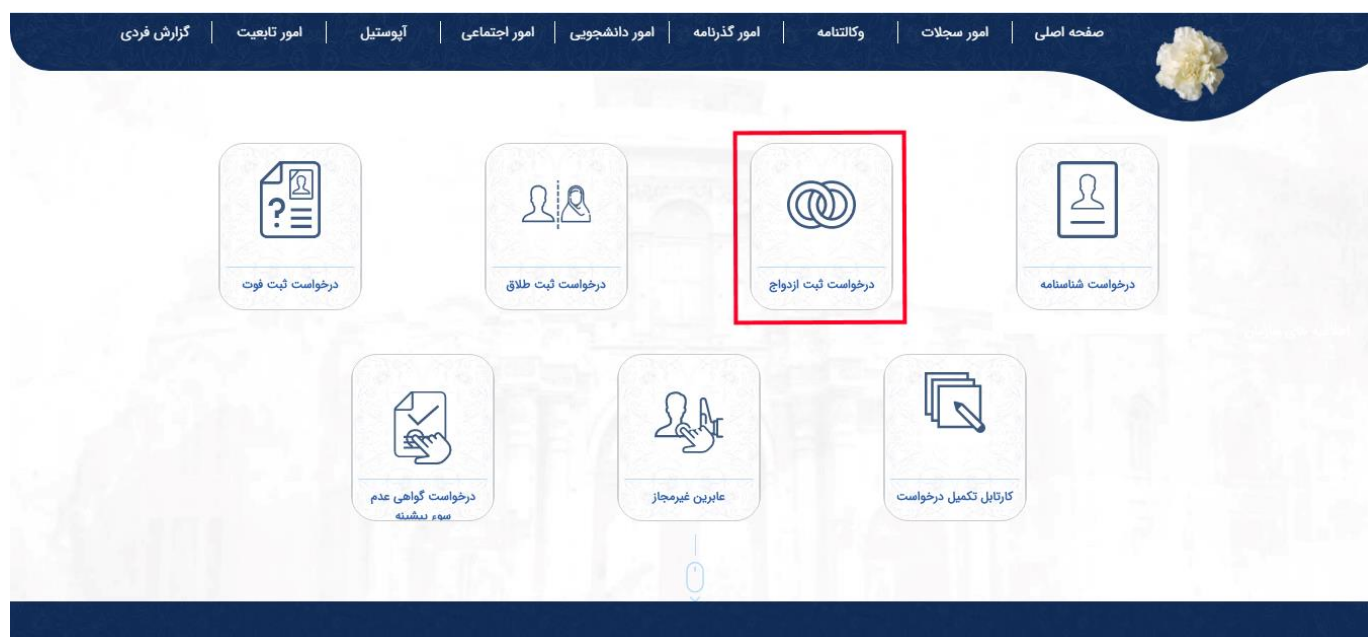 صفحه اصلی
امور سجلات
وکالتنامه
امور گذرنامه
امور دانشجویی
امور اجتماعی
آپوستیل
امور تابعیت
گزارش فردی
درخواست شناسنامه
درخواست ثبت ازدواج
درخواست ثبت طلاق
درخواست ثبت فوت
?
کارتابل تکمیل درخواست
عابرین غیرمجاز
درخواست گواهی عدم
سوء پیشینه